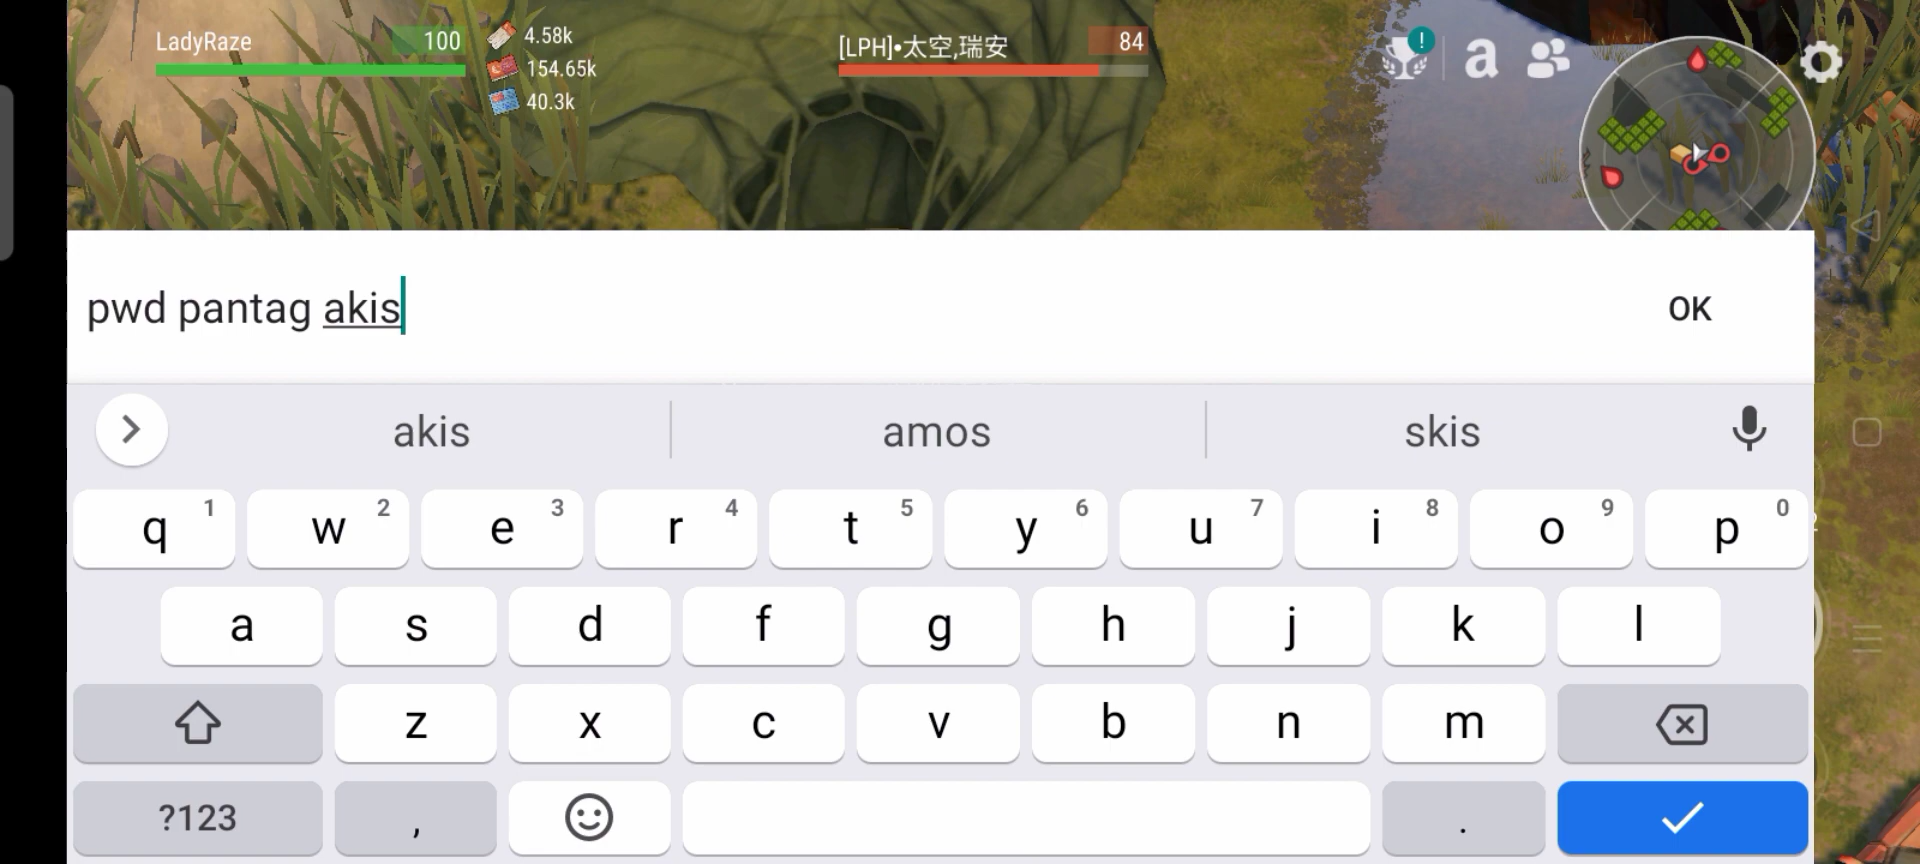 LadyRaze 100 4.58k [LPH]•太空,瑞安 84 ! a
154.65k
40.3k
pwd pantag akis OK
akis amos skis
q 1 w 2 e 3 r 4 t 5 y 6 u 7 i 8 o 9 p 0
a s d f g h j k l
z x c v b n m
?123 , .